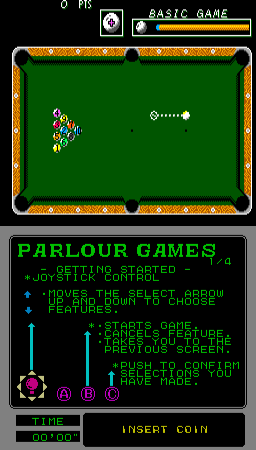 0 PTS
BASIC GAME
PARLOUR GAMES
1/4
- GETTING STARTED -
*JOYSTICK CONTROL
↑ ·MOVES THE SELECT ARROW
UP AND DOWN TO CHOOSE
↓ FEATURES.
*·STARTS GAME.
·CANCELS FEATURE.
·TAKES YOU TO THE
PREVIOUS SCREEN.
*PUSH TO CONFIRM
SELECTIONS YOU
HAVE MADE.
A B C
TIME
00'00"
INSERT COIN